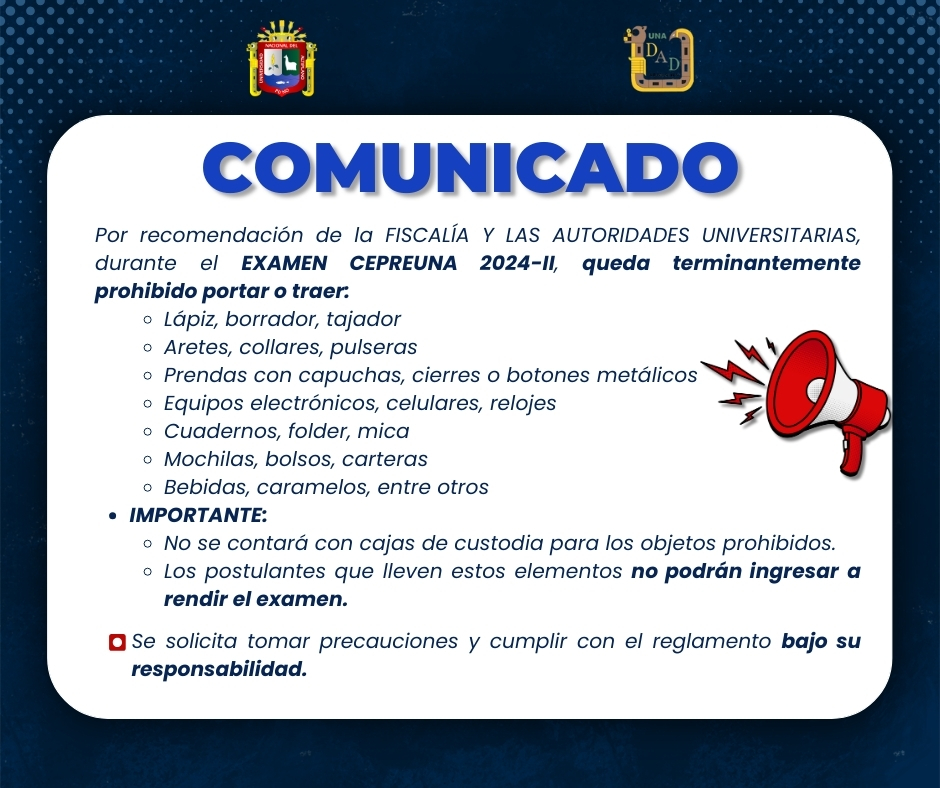 UNIVERSIDAD
NACIONAL DEL
ALTIPLANO
PUNO
UNA
DAD
COMUNICADO
Por recomendación de la FISCALÍA Y LAS AUTORIDADES UNIVERSITARIAS,
durante el EXAMEN CEPREUNA 2024-II, queda terminantemente
prohibido portar o traer:
Lápiz, borrador, tajador
Aretes, collares, pulseras
Prendas con capuchas, cierres o botones metálicos
Equipos electrónicos, celulares, relojes
Cuadernos, folder, mica
Mochilas, bolsos, carteras
Bebidas, caramelos, entre otros
IMPORTANTE:
No se contará con cajas de custodia para los objetos prohibidos.
Los postulantes que lleven estos elementos no podrán ingresar a
rendir el examen.
Se solicita tomar precauciones y cumplir con el reglamento bajo su
responsabilidad.